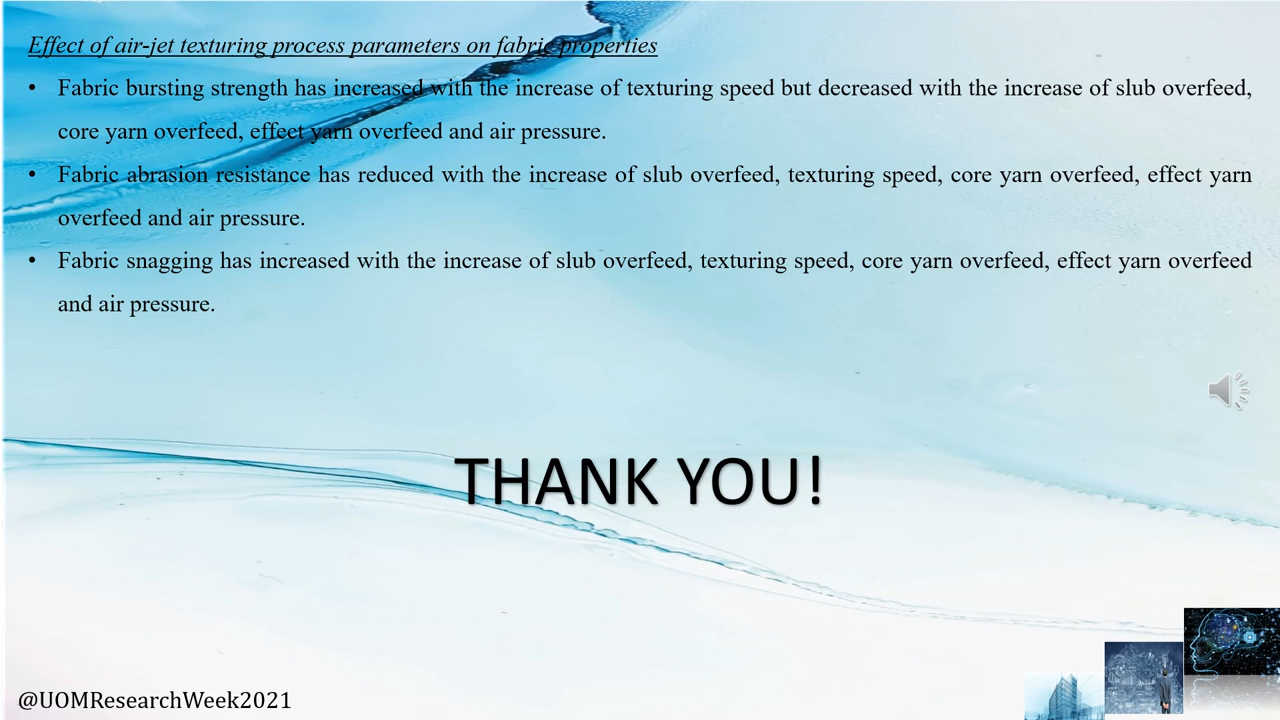 Effect of air-jet texturing process parameters on fabric properties
• Fabric bursting strength has increased with the increase of texturing speed but decreased with the increase of slub overfeed,
core yarn overfeed, effect yarn overfeed and air pressure.
• Fabric abrasion resistance has reduced with the increase of slub overfeed, texturing speed, core yarn overfeed, effect yarn
overfeed and air pressure.
• Fabric snagging has increased with the increase of slub overfeed, texturing speed, core yarn overfeed, effect yarn overfeed
and air pressure.
THANK YOU!
@UOMResearchWeek2021